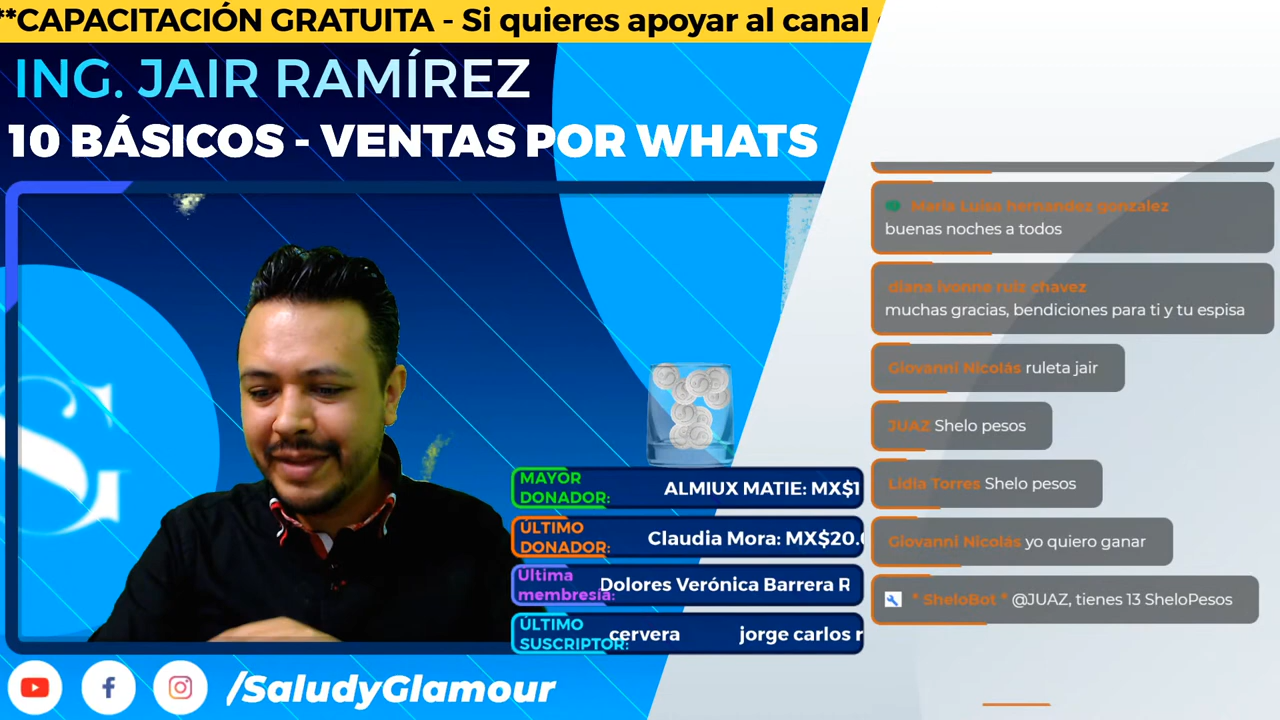 **CAPACITACIÓN GRATUITA - Si quieres apoyar al canal
ING. JAIR RAMÍREZ
10 BÁSICOS - VENTAS POR WHATS
S
MAYOR
DONADOR:
ALMIUX MATIE: MX$1
ÚLTIMO
DONADOR:
Claudia Mora: MX$20.
Última
membresía:
Dolores Verónica Barrera R
ÚLTIMO
SUSCRIPTOR:
cervera jorge carlos r
/SaludyGlamour
Maria Luiza hernandez gonzalez
buenas noches a todos
diana ivonne ruiz chavez
muchas gracias, bendiciones para ti y tu espisa
Giovanni Nicolás ruleta jair
JUAZ Shelo pesos
Lidia Torres Shelo pesos
Giovanni Nicolás yo quiero ganar
* SheloBot * @JUAZ, tienes 13 SheloPesos